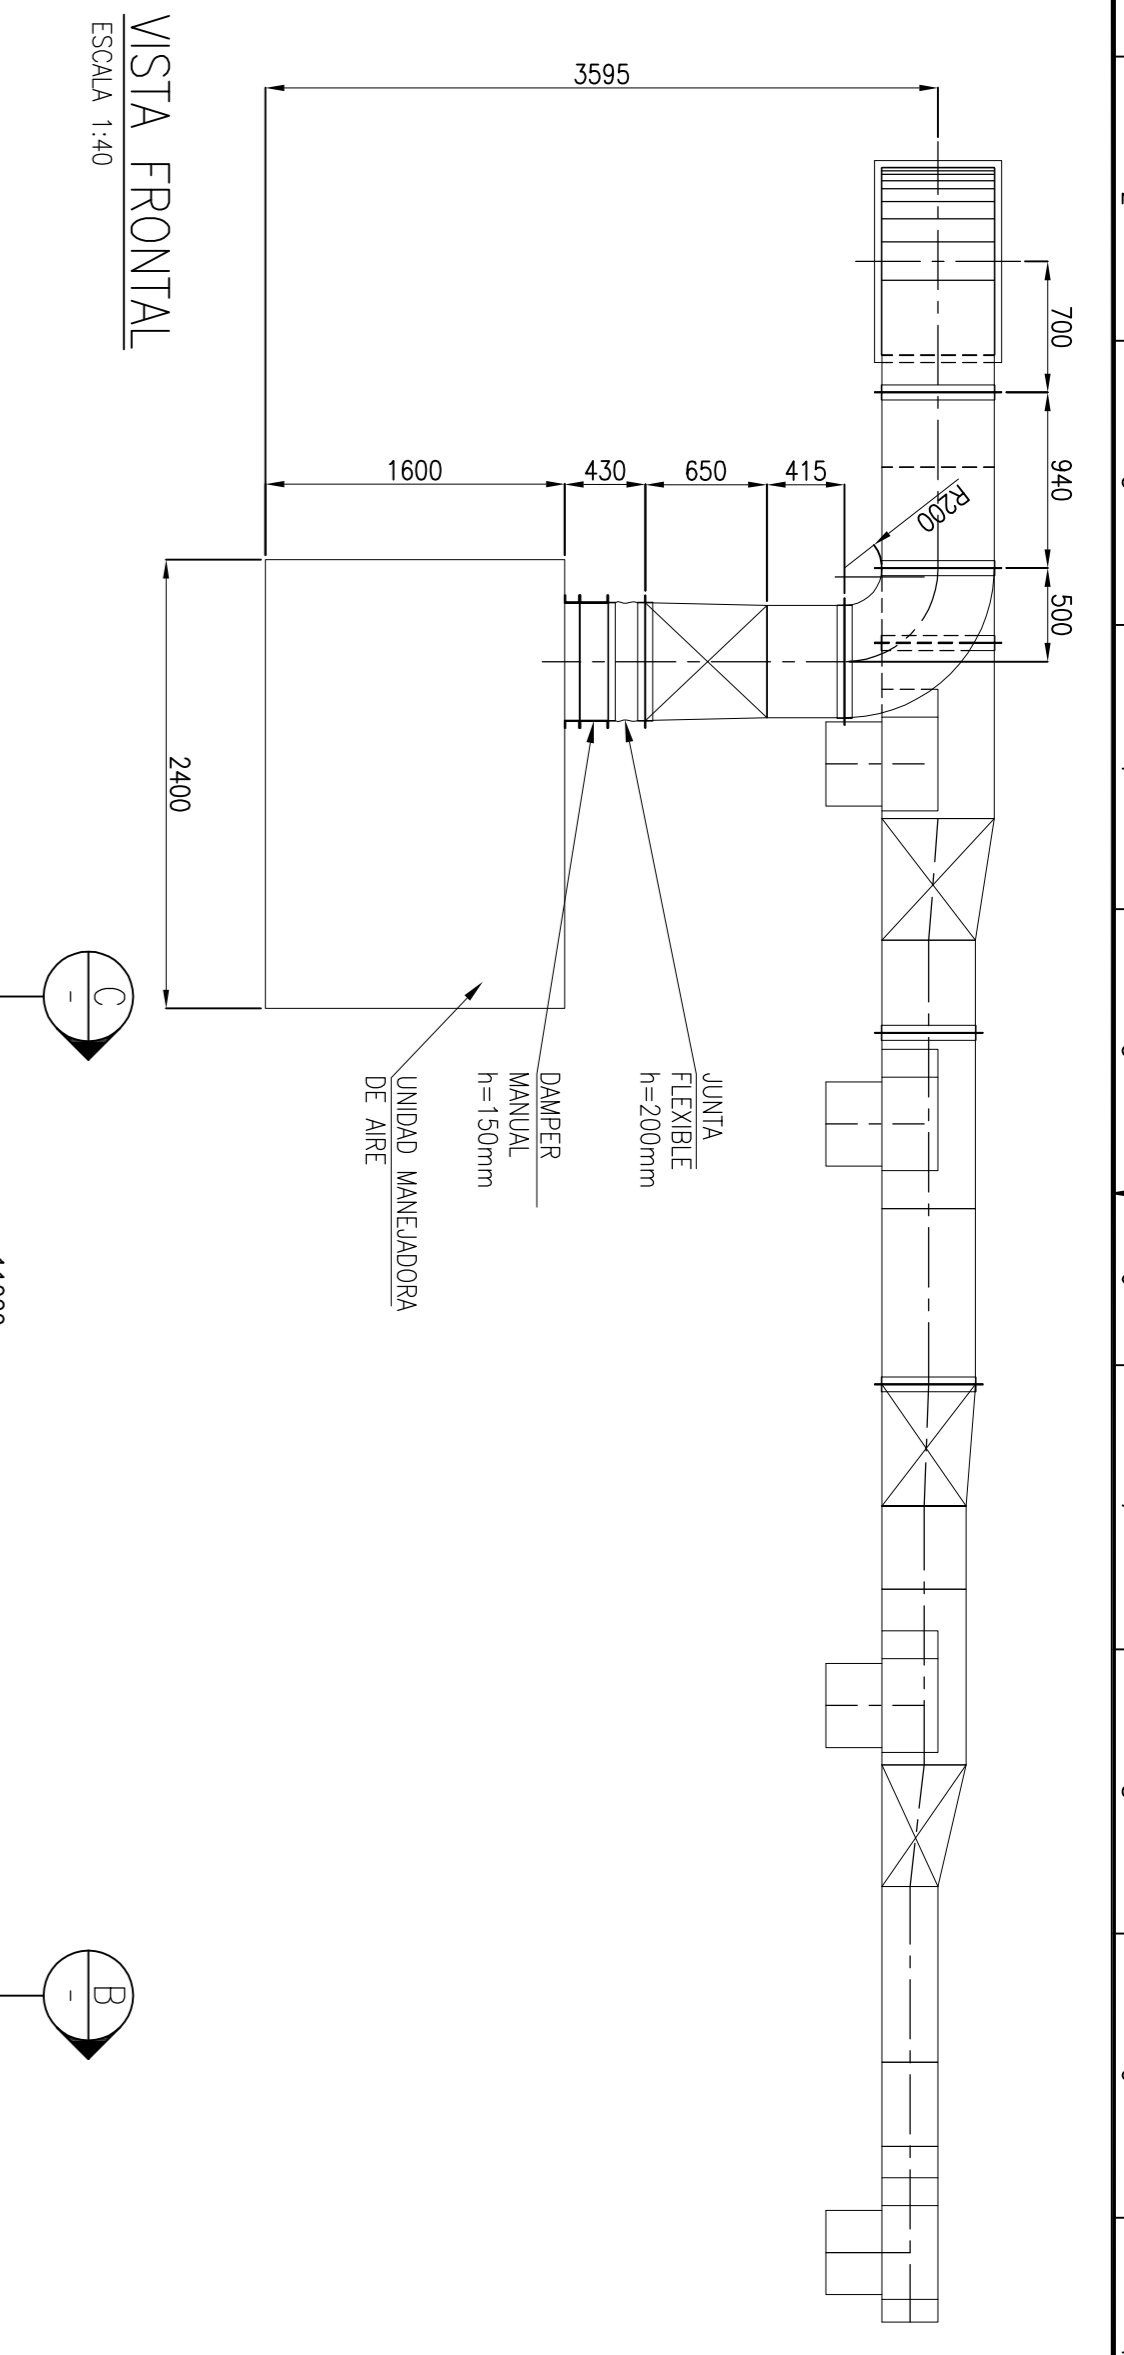 3595
700
940
500
1600
430
650
415
R200
2400
JUNTA
FLEXIBLE
h=200mm
DAMPER
MANUAL
h=150mm
UNIDAD MANEJADORA
DE AIRE
VISTA FRONTAL
ESCALA 1:40
C
-
B
-